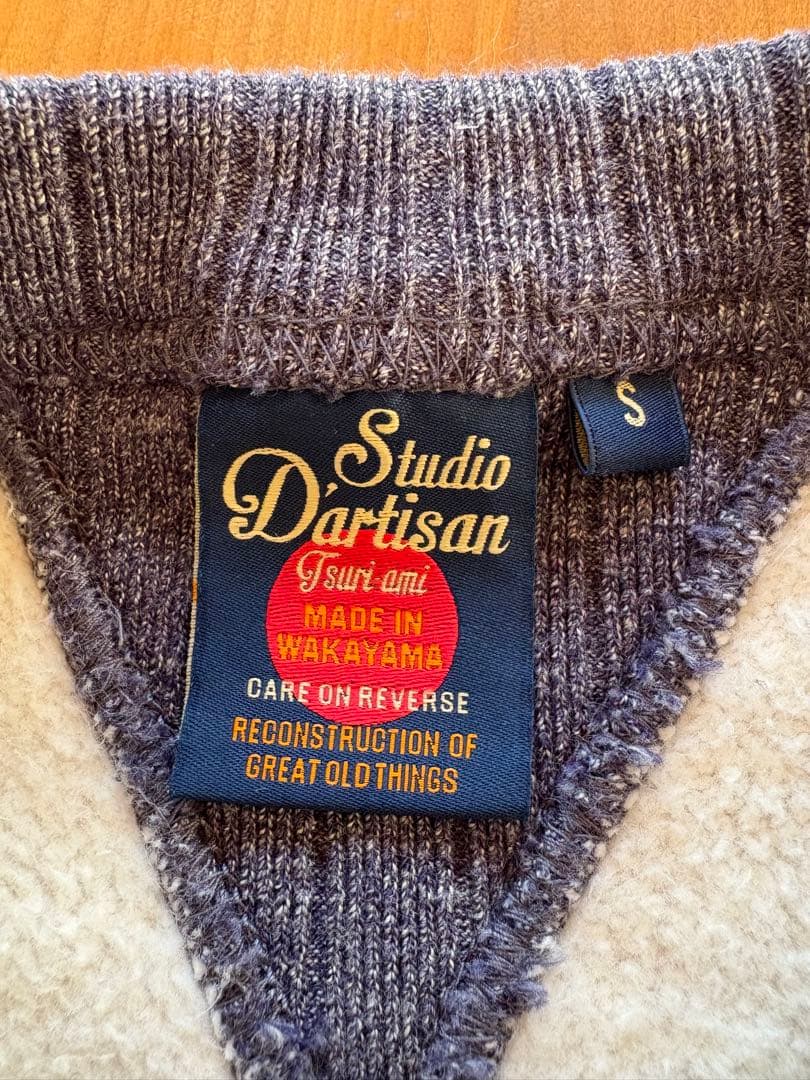 Studio
D'artisan
Tsuri-ami
MADE IN
WAKAYAMA
CARE ON REVERSE
RECONSTRUCTION OF
GREAT OLD THINGS
S